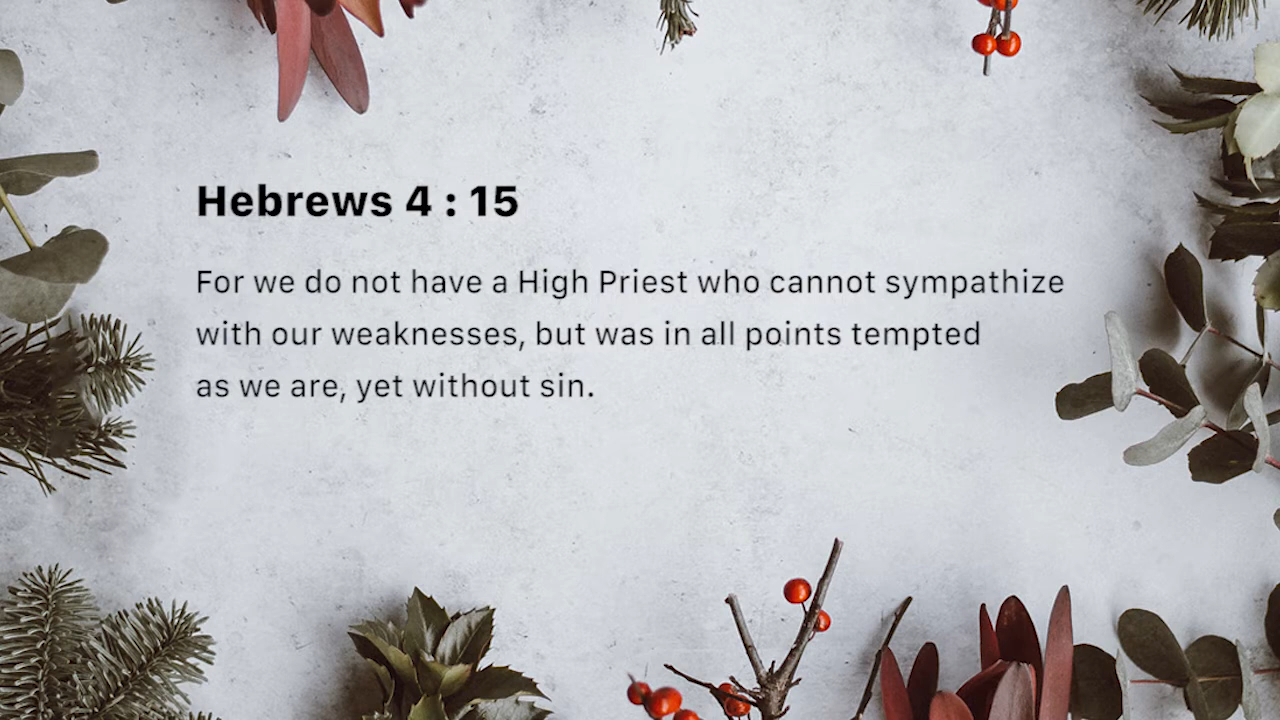 Hebrews 4 : 15
For we do not have a High Priest who cannot sympathize
with our weaknesses, but was in all points tempted
as we are, yet without sin.